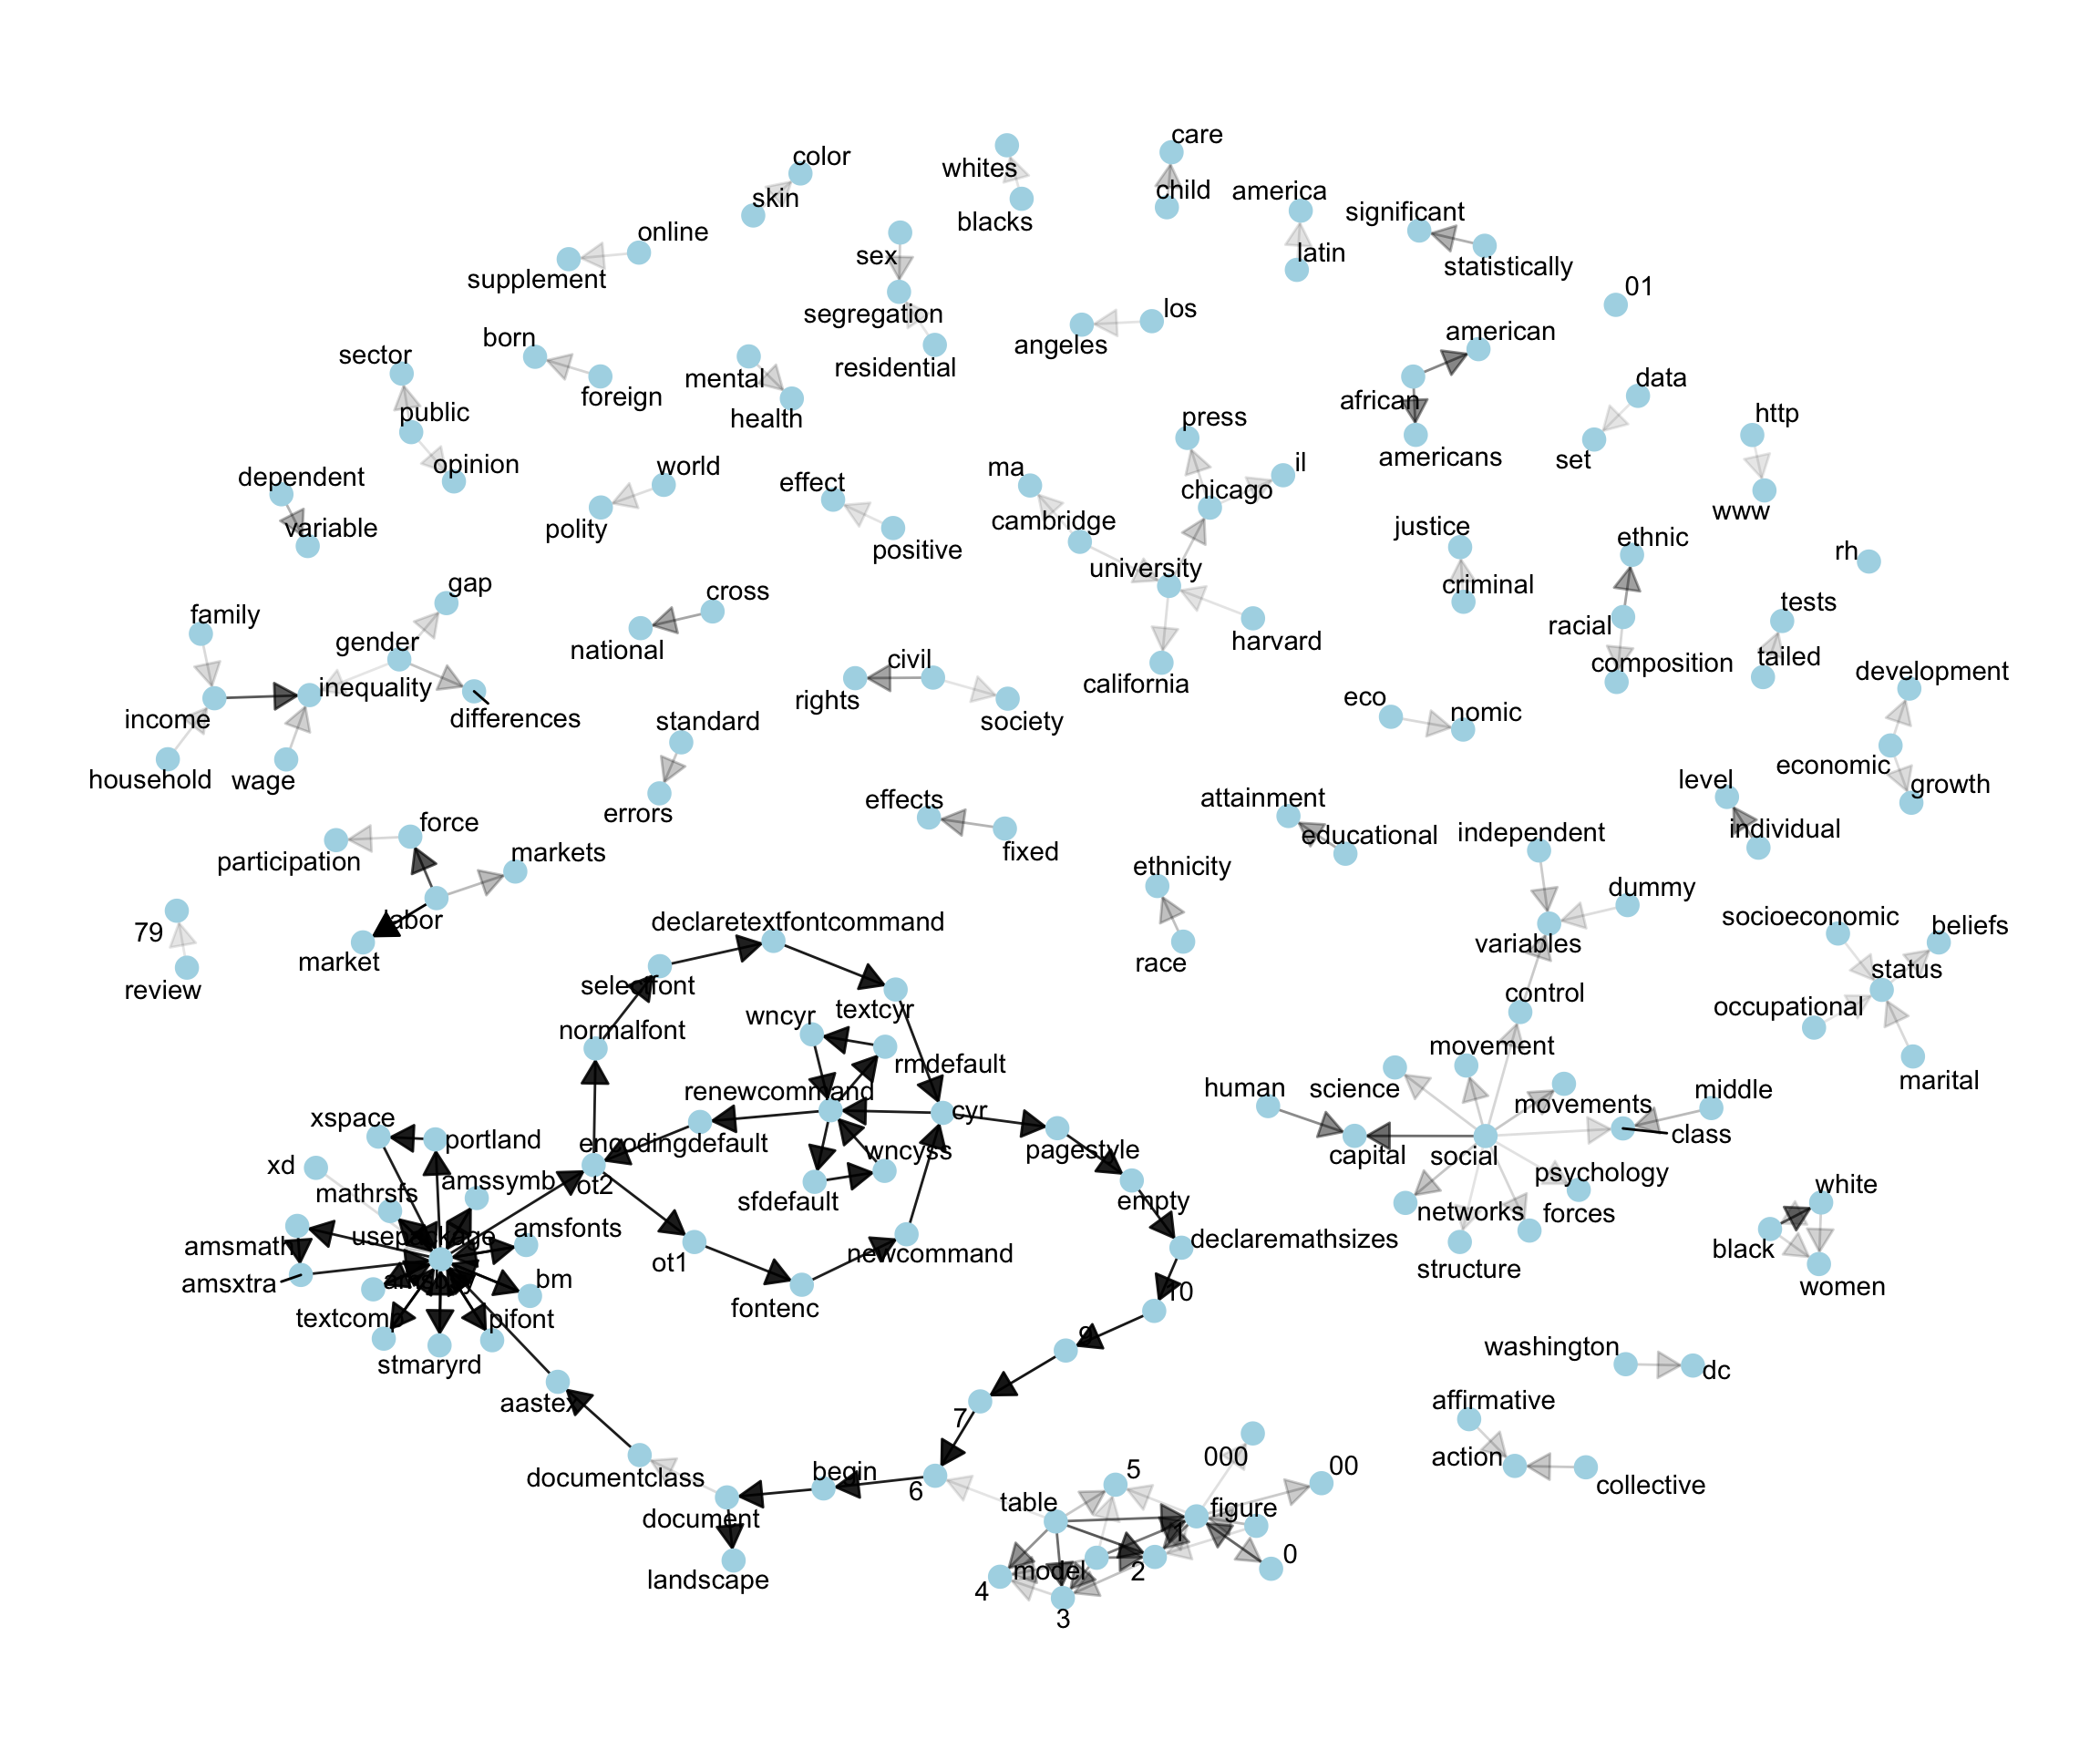 care
color
whites
child
america
skin
significant
blacks
online
sex
latin
statistically
supplement
01
segregation
los
born
american
sector
angeles
residential
mental
data
foreign
african
public
http
health
press
americans
set
opinion
ma
il
world
dependent
effect
chicago
www
cambridge
variable
polity
justice
ethnic
positive
rh
university
gap
criminal
cross
tests
family
racial
gender
harvard
national
tailed
civil
composition
development
inequality
california
eco
rights
nomic
income
differences
standard
society
economic
household
wage
level
growth
attainment
effects
errors
force
individual
educational
independent
fixed
markets
participation
ethnicity
dummy
labor
declaretextfontcommand
socioeconomic
beliefs
79
variables
market
race
status
selectfont
review
control
occupational
textcyr
wncyr
normalfont
movement
rmdefault
marital
human
science
middle
renewcommand
movements
cyr
xspace
class
portland
encodingdefault
wncyss
pagestyle
capital
social
xd
amssymb
psychology
ot2
white
mathrsfs
sfdefault
empty
networks
forces
amsfonts
usepackage
declaremathsizes
amsmath
newcommand
black
ot1
structure
amsxtra
bm
women
10
fontenc
textcomp
pifont
9
washington
stmaryrd
dc
aastex
affirmative
7
000
action
5
00
begin
documentclass
collective
6
table
figure
document
1
0
model
2
landscape
4
3